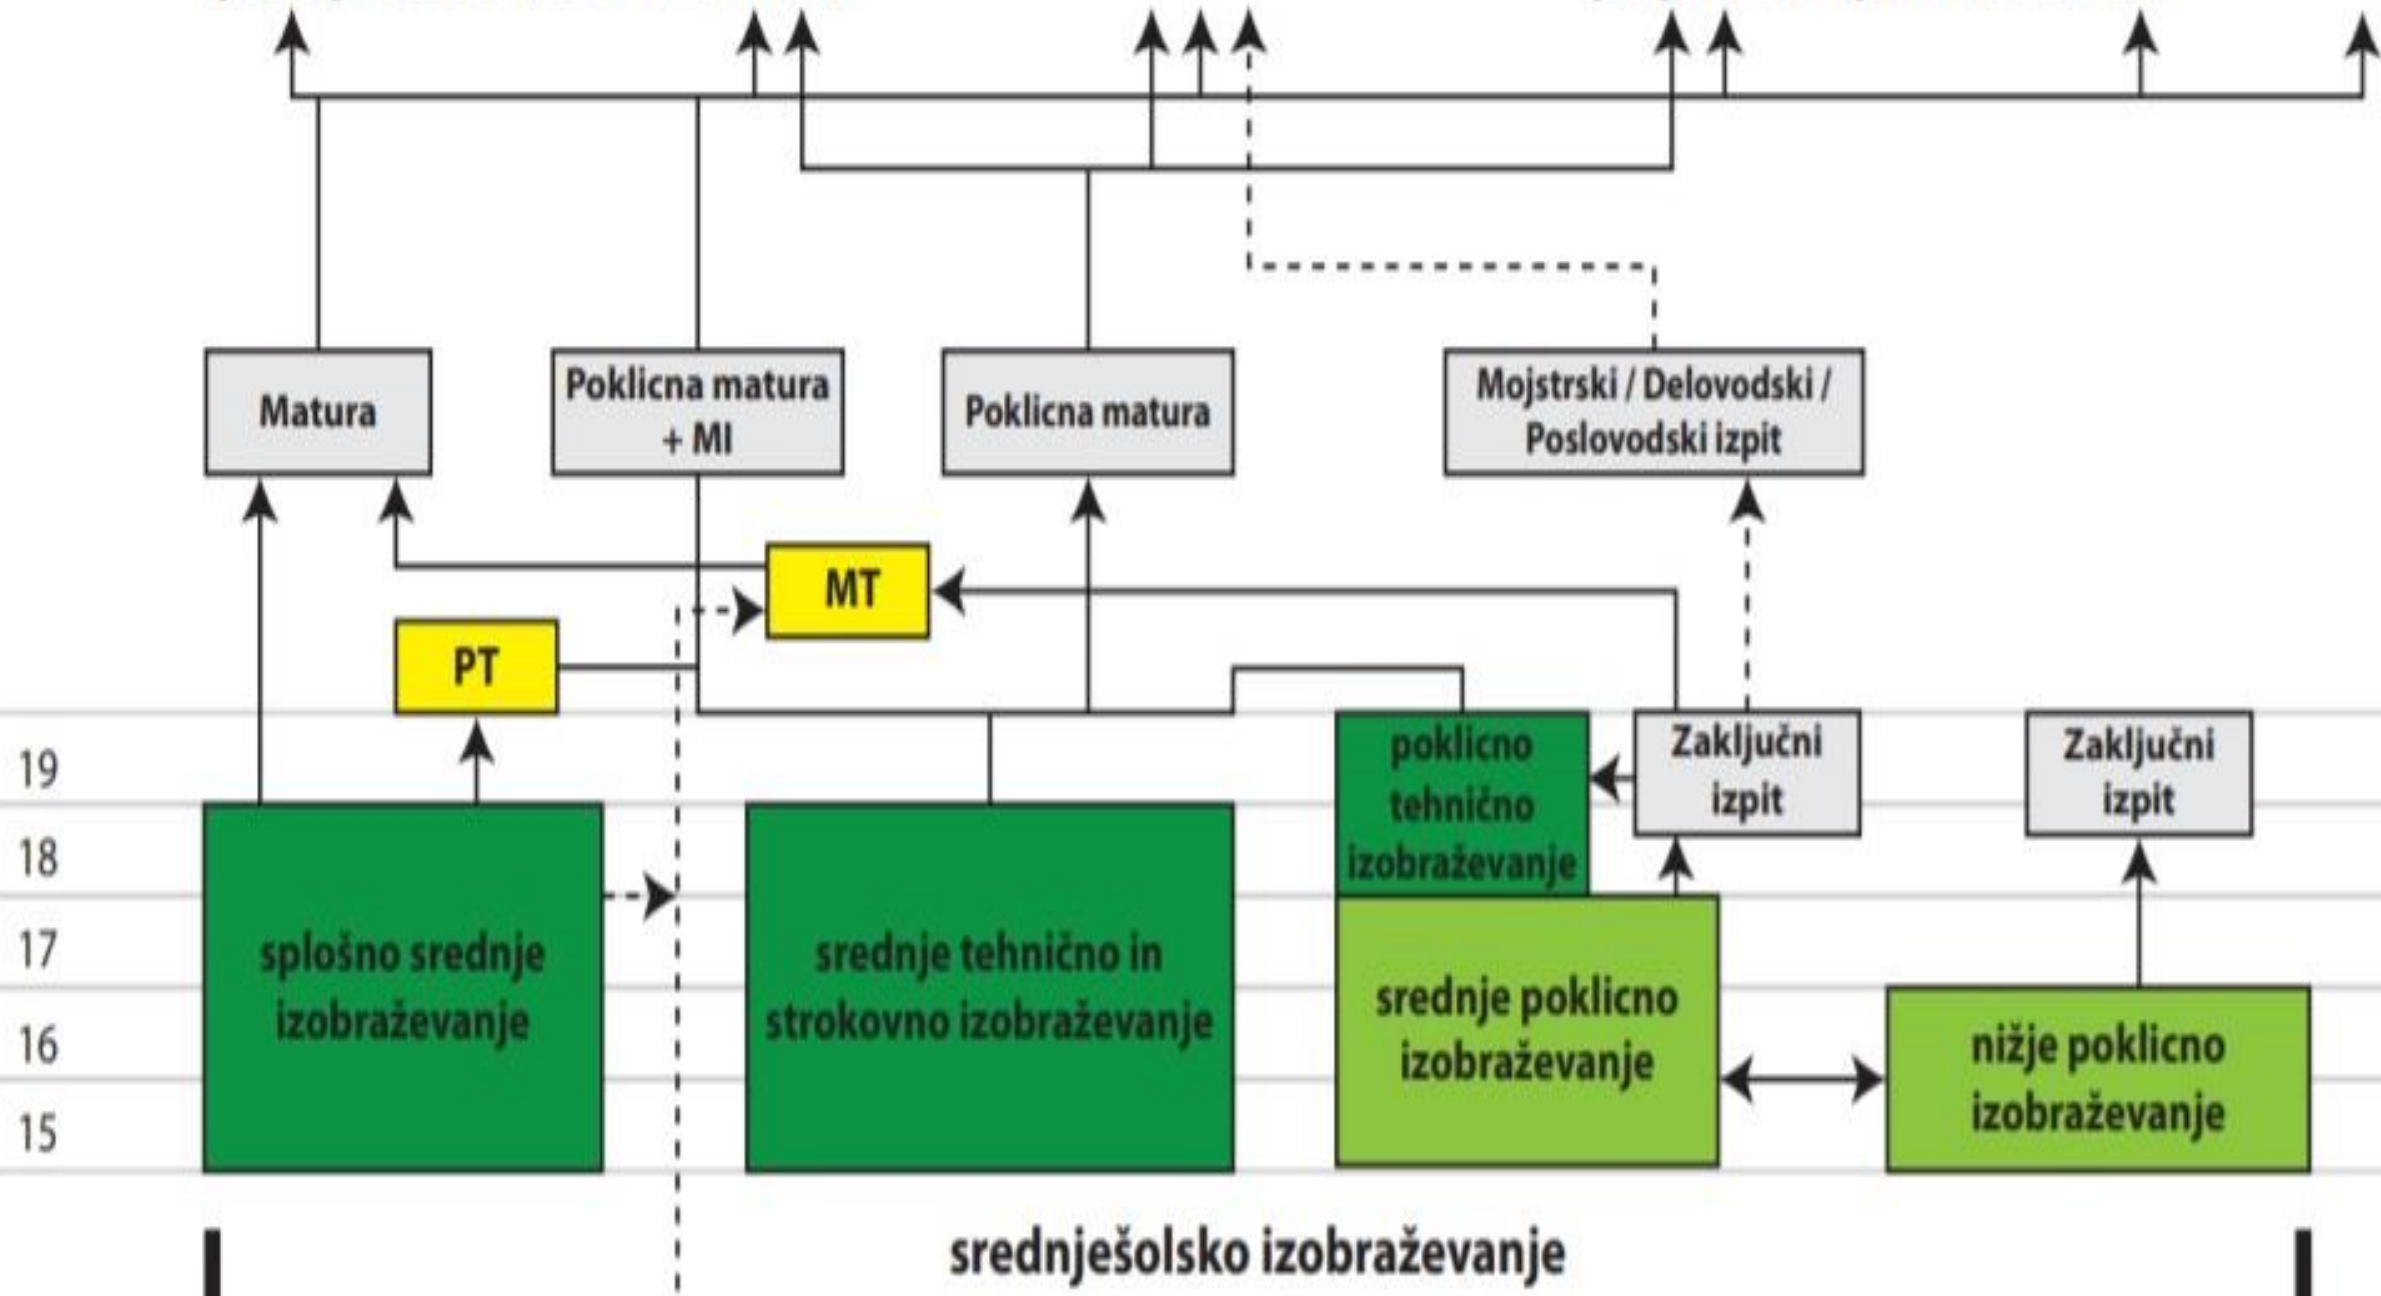 Matura
Poklicna matura
+ MI
Poklicna matura
Mojstrski / Delovodski /
Poslovodski izpit
MT
PT
19
18
17
16
15
poklicno
tehnično
izobraževanje
Zaključni
izpit
Zaključni
izpit
splošno srednje
izobraževanje
srednje tehnično in
strokovno izobraževanje
srednje poklicno
izobraževanje
nižje poklicno
izobraževanje
srednješolsko izobraževanje